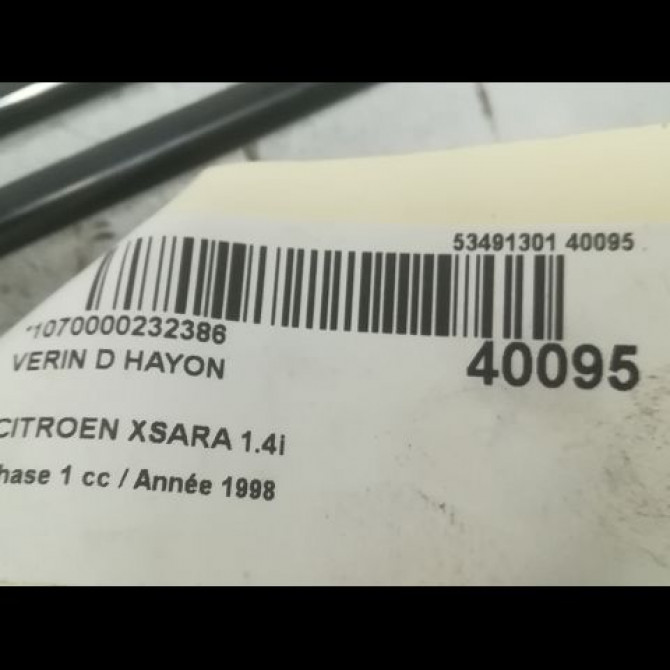 53491301 40095
*1070000232386
40095
VERIN D HAYON
CITROEN XSARA 1.4i
hase 1 cc / Année 1998